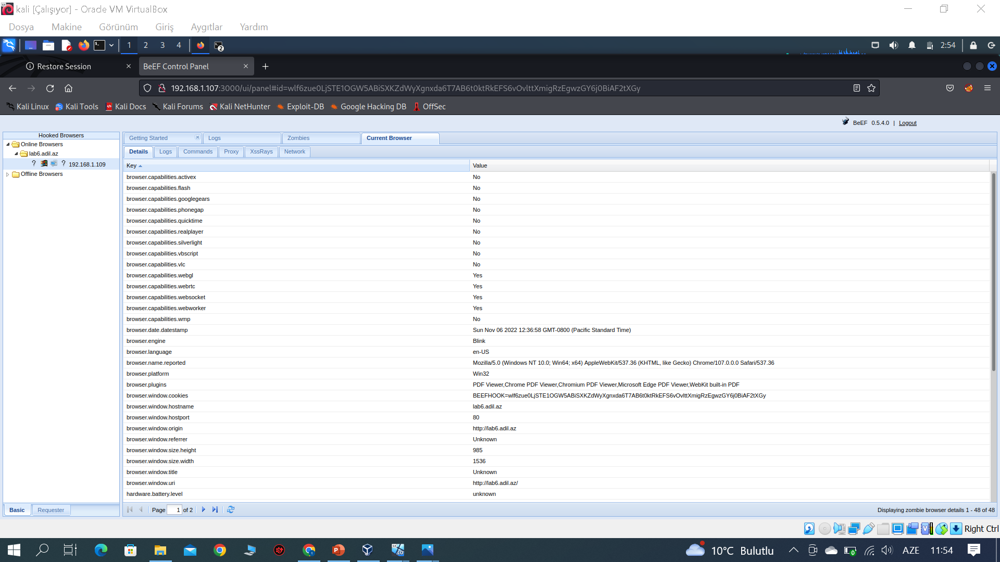 kali [Çalışıyor] - Oracle VM VirtualBox
Dosya Makine Görünüm Giriş Aygıtlar Yardım
1 2 3 4 2 2:54
Restore Session BeEF Control Panel
192.168.1.107:3000/ui/panel#id=wlf6zue0LjSTE1OGW5ABiSXKZdWyXgnxda6T7AB6t0ktRkEFS6vOvlttXmigRzEgwzGY6j0BiAF2tXGy
Kali Linux Kali Tools Kali Docs Kali Forums Kali NetHunter Exploit-DB Google Hacking DB OffSec
BeEF 0.5.4.0 | Logout
Hooked Browsers
Online Browsers
lab6.adil.az
? ? 192.168.1.109
Offline Browsers
Getting Started Logs Zombies Current Browser
Details Logs Commands Proxy XssRays Network
Key Value
browser.capabilities.activex No
browser.capabilities.flash No
browser.capabilities.googlegears No
browser.capabilities.phonegap No
browser.capabilities.quicktime No
browser.capabilities.realplayer No
browser.capabilities.silverlight No
browser.capabilities.vbscript No
browser.capabilities.vlc No
browser.capabilities.webgl Yes
browser.capabilities.webrtc Yes
browser.capabilities.websocket Yes
browser.capabilities.webworker Yes
browser.capabilities.wmp No
browser.date.datestamp Sun Nov 06 2022 12:36:58 GMT-0800 (Pacific Standard Time)
browser.engine Blink
browser.language en-US
browser.name.reported Mozilla/5.0 (Windows NT 10.0; Win64; x64) AppleWebKit/537.36 (KHTML, like Gecko) Chrome/107.0.0.0 Safari/537.36
browser.platform Win32
browser.plugins PDF Viewer,Chrome PDF Viewer,Chromium PDF Viewer,Microsoft Edge PDF Viewer,WebKit built-in PDF
browser.window.cookies BEEFHOOK=wlf6zue0LjSTE1OGW5ABiSXKZdWyXgnxda6T7AB6t0ktRkEFS6vOvlttXmigRzEgwzGY6j0BiAF2tXGy
browser.window.hostname lab6.adil.az
browser.window.hostport 80
browser.window.origin http://lab6.adil.az
browser.window.referrer Unknown
browser.window.size.height 985
browser.window.size.width 1536
browser.window.title Unknown
browser.window.uri http://lab6.adil.az/
hardware.battery.level unknown
Basic Requester
Page 1 of 2
Displaying zombie browser details 1 - 48 of 48
Right Ctrl
10°C Bulutlu AZE 11:54